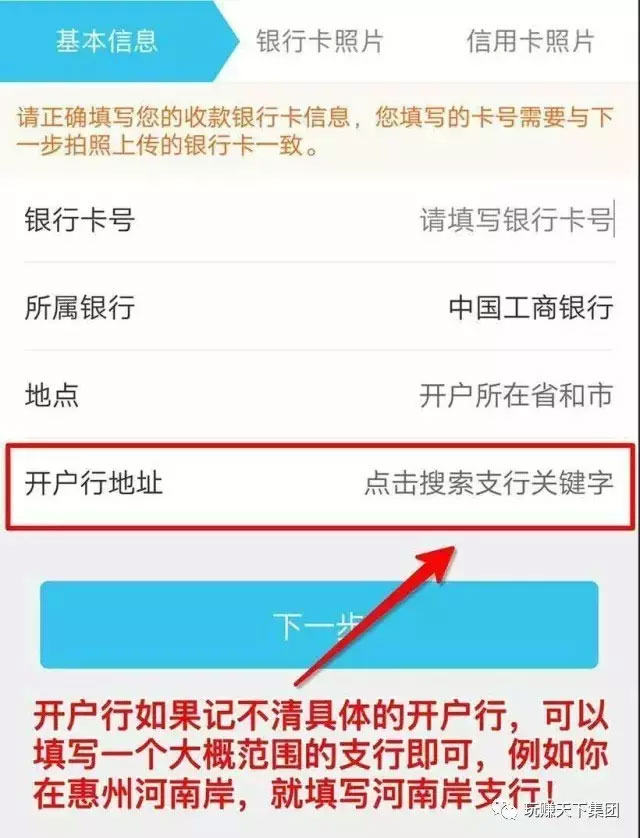 基本信息
银行卡照片
信用卡照片
请正确填写您的收款银行卡信息，您填写的卡号需要与下
一步拍照上传的银行卡一致。
银行卡号
请填写银行卡号
所属银行
中国工商银行
地点
开户所在省和市
开户行地址
点击搜索支行关键字
下一步
开户行如果记不清具体的开户行，可以
填写一个大概范围的支行即可，例如你
在惠州河南岸，就填写河南岸支行！
玩赚天下集团